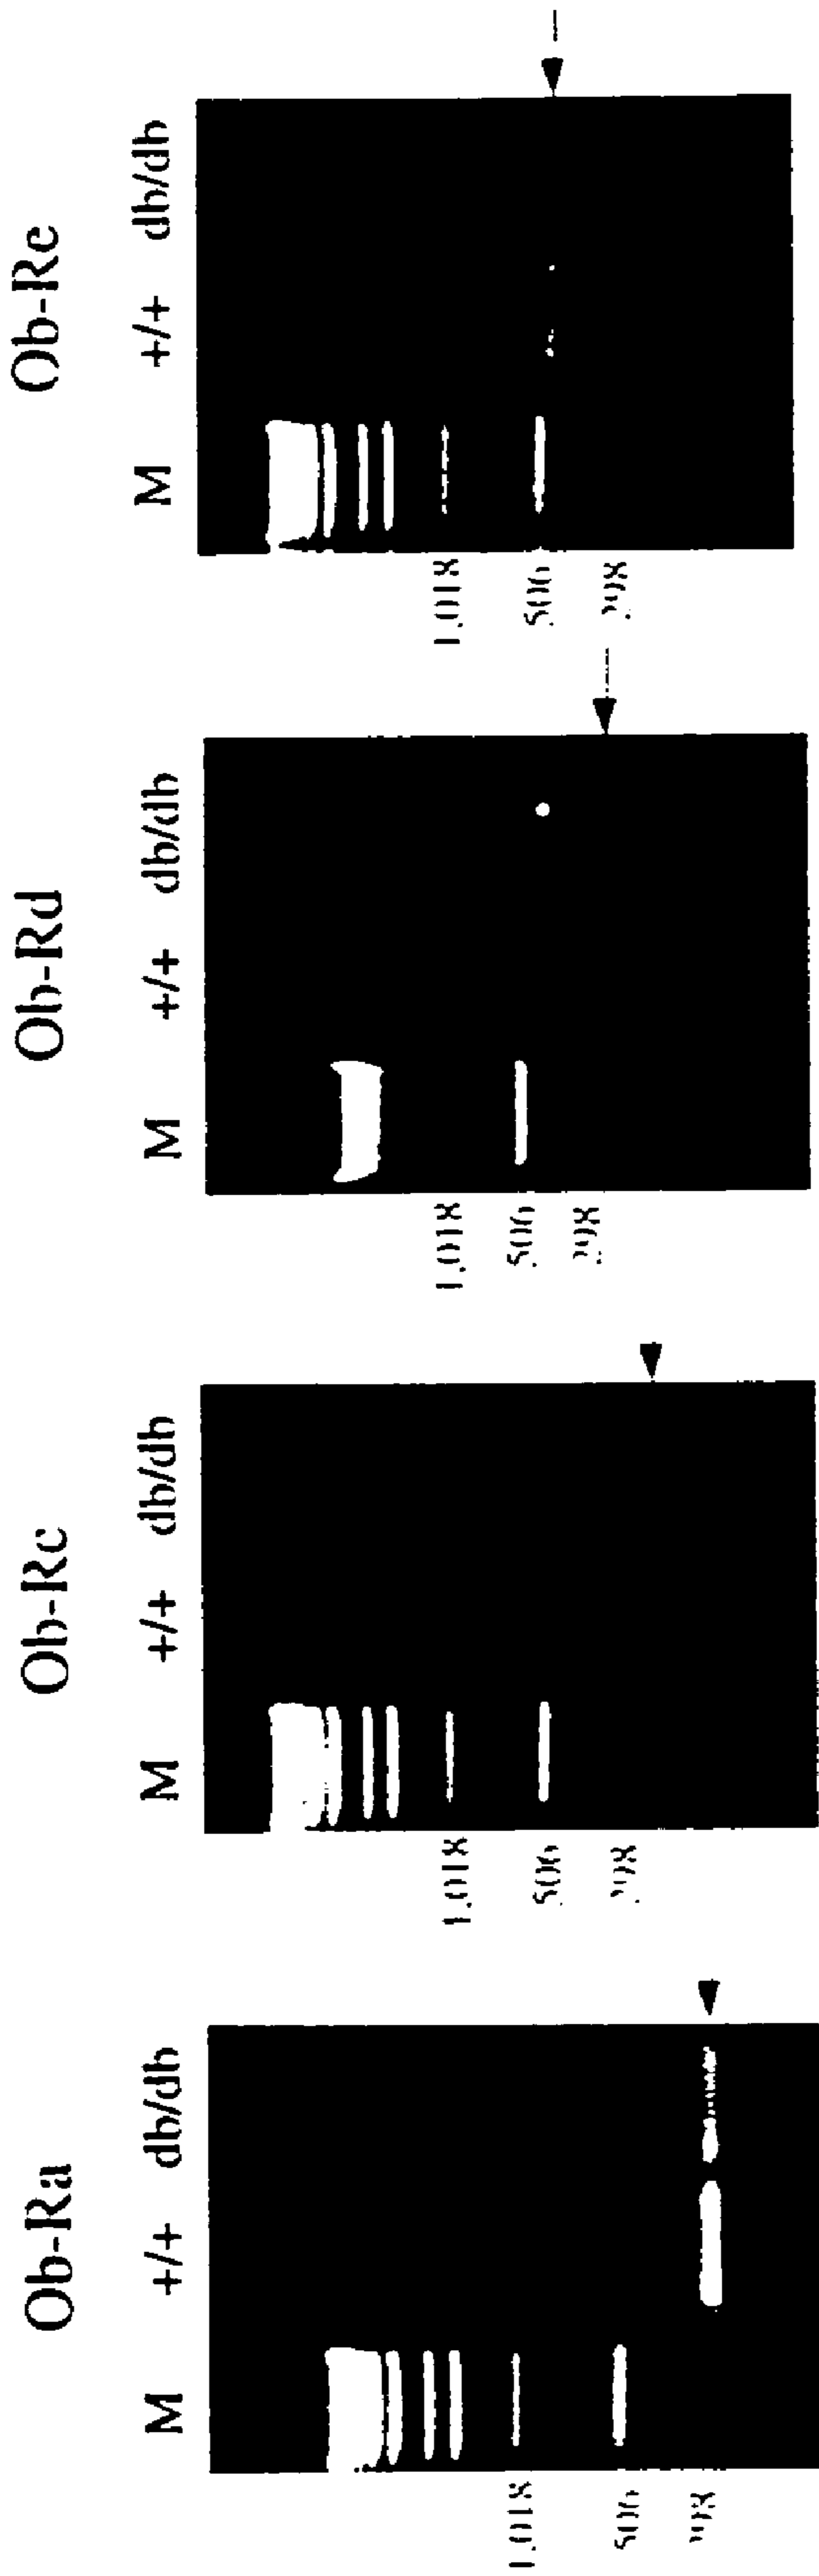 Ob-Ra
M +/+ db/db
1,018
506
298
Ob-Rc
M +/+ db/db
1,018
506
298
Ob-Rd
M +/+ db/db
1,018
506
298
Ob-Re
M +/+ db/db
1,018
506
298